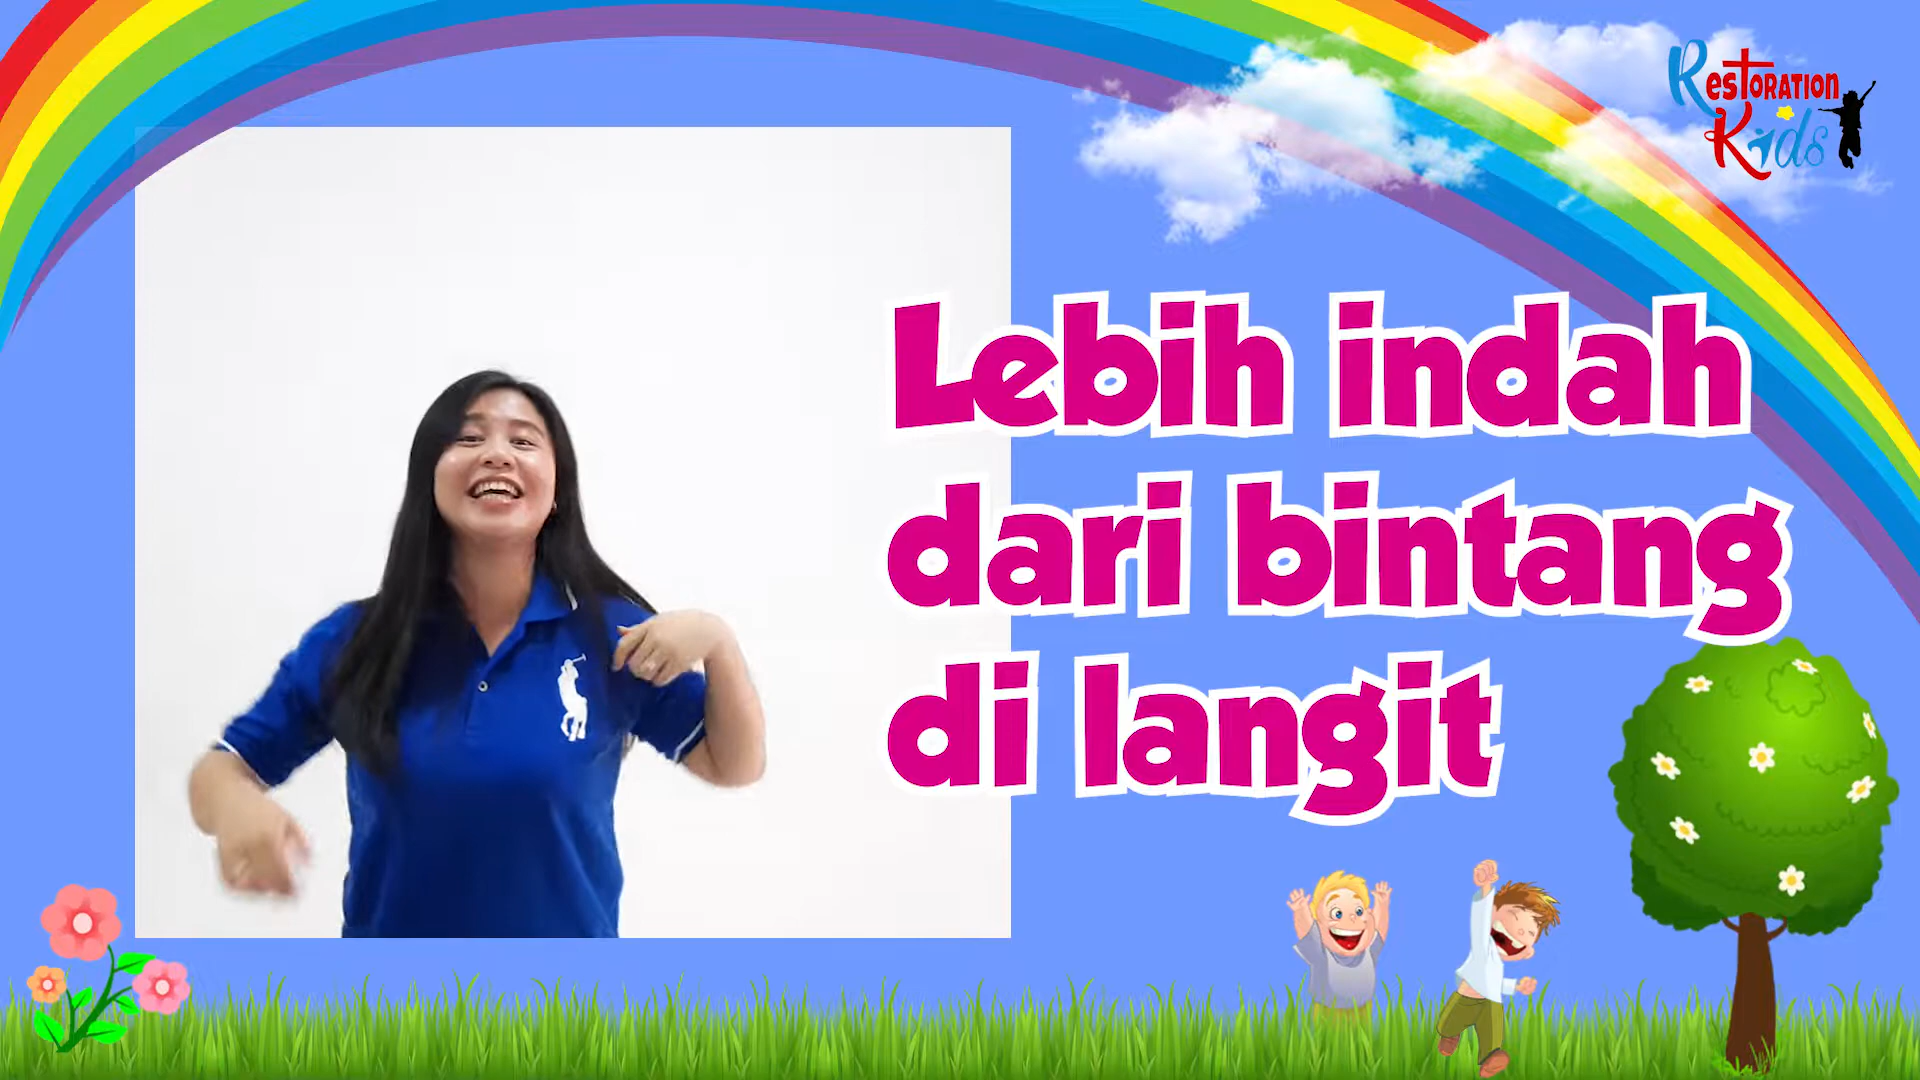 Restoration
Kids
Lebih indah
dari bintang
di langit